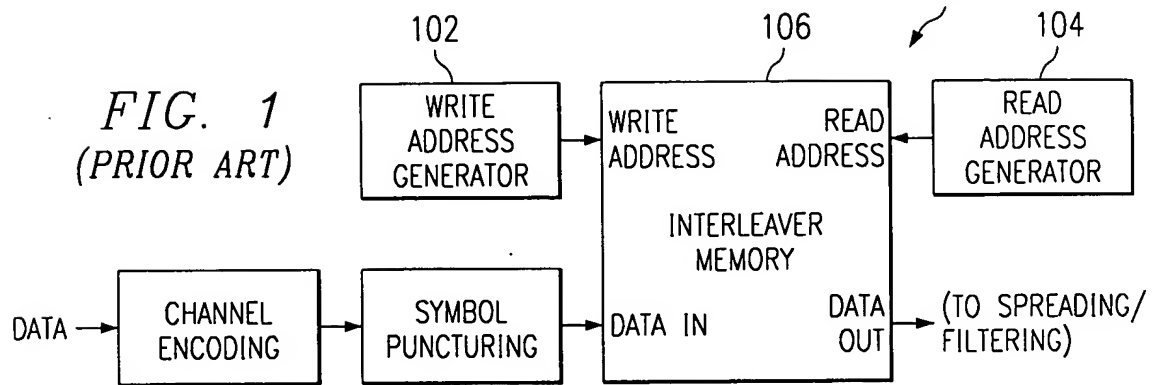 102
106
104
FIG. 1
(PRIOR ART)
WRITE
ADDRESS
GENERATOR
WRITE
ADDRESS
READ
ADDRESS
READ
ADDRESS
GENERATOR
INTERLEAVER
MEMORY
DATA
CHANNEL
ENCODING
SYMBOL
PUNCTURING
DATA IN
DATA
OUT
(TO SPREADING/
FILTERING)